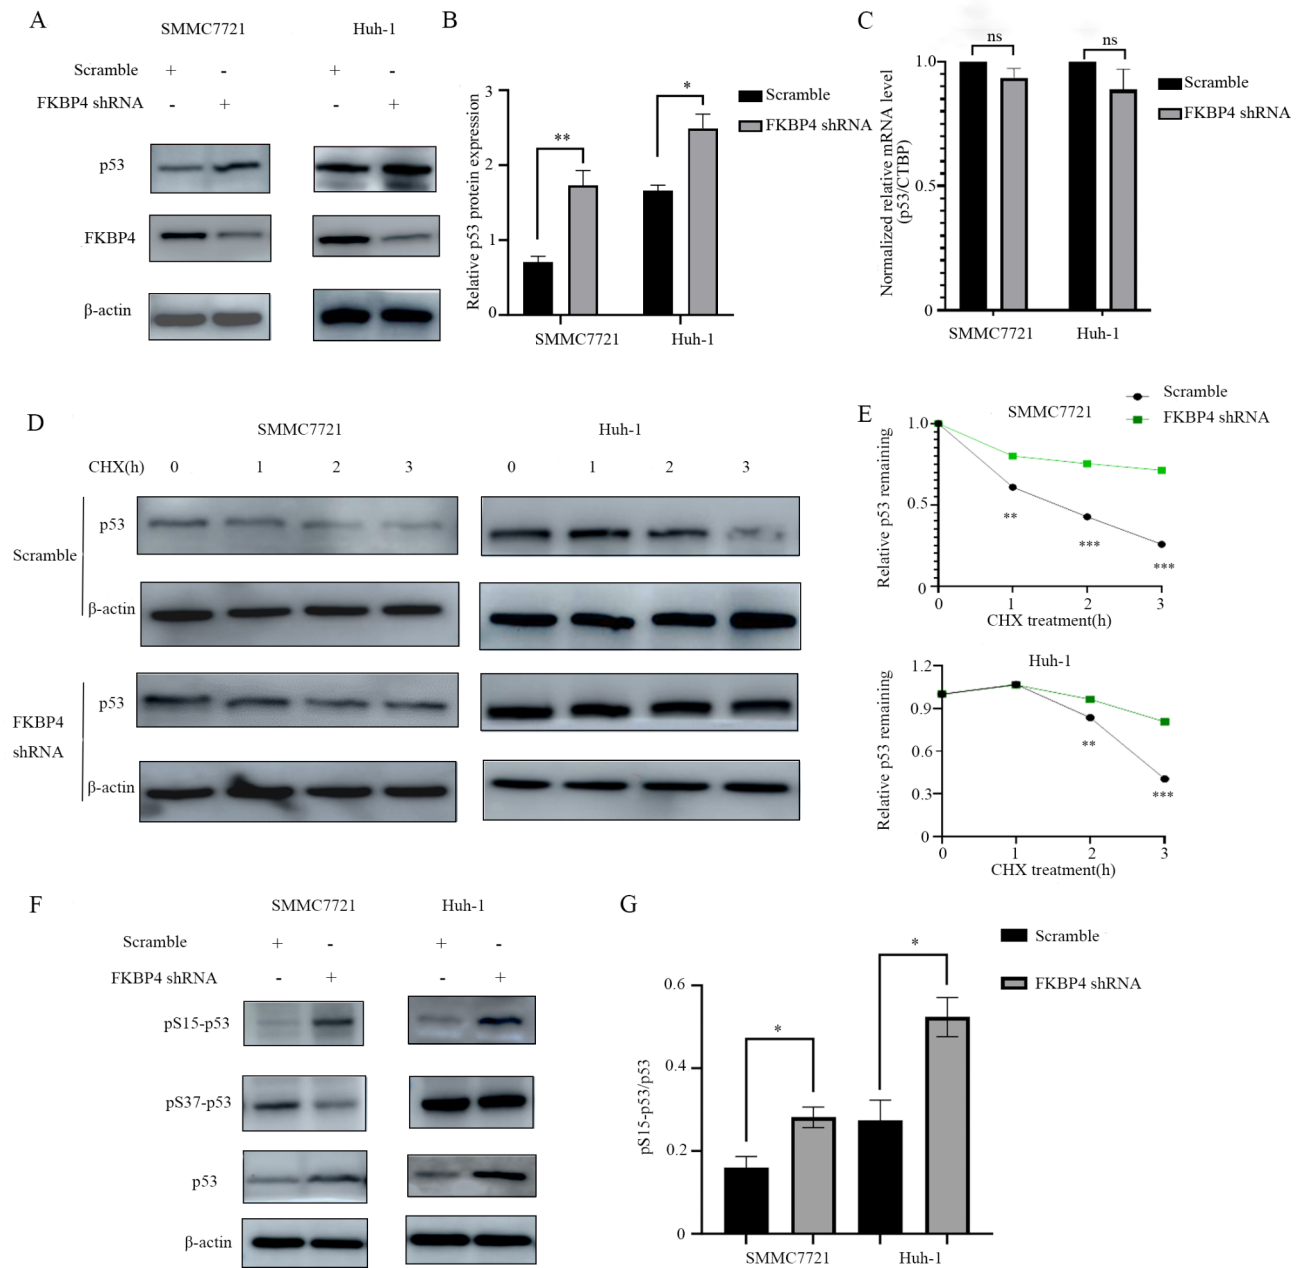 A
SMMC7721 Huh-1
Scramble + - + -
FKBP4 shRNA - + - +
p53
FKBP4
β-actin
B
Relative p53 protein expression
3
2
1
0
** *
SMMC7721 Huh-1
Scramble
FKBP4 shRNA
C
Normalized relative mRNA level
(p53/CTBP)
1.0
0.5
0
ns ns
SMMC7721 Huh-1
Scramble
FKBP4 shRNA
D
SMMC7721 Huh-1
CHX(h) 0 1 2 3 0 1 2 3
Scramble
p53
β-actin
FKBP4
shRNA
p53
β-actin
E
Scramble
FKBP4 shRNA
SMMC7721
Relative p53 remaining
1.0
0.5
0
**
***
***
0 1 2 3
CHX treatment(h)
Huh-1
Relative p53 remaining
1.2
0.9
0.6
0.3
0
**
***
0 1 2 3
CHX treatment(h)
F
SMMC7721 Huh-1
Scramble + - + -
FKBP4 shRNA - + - +
pS15-p53
pS37-p53
p53
β-actin
G
Scramble
FKBP4 shRNA
pS15-p53/p53
0.6
0.4
0.2
0
* *
SMMC7721 Huh-1